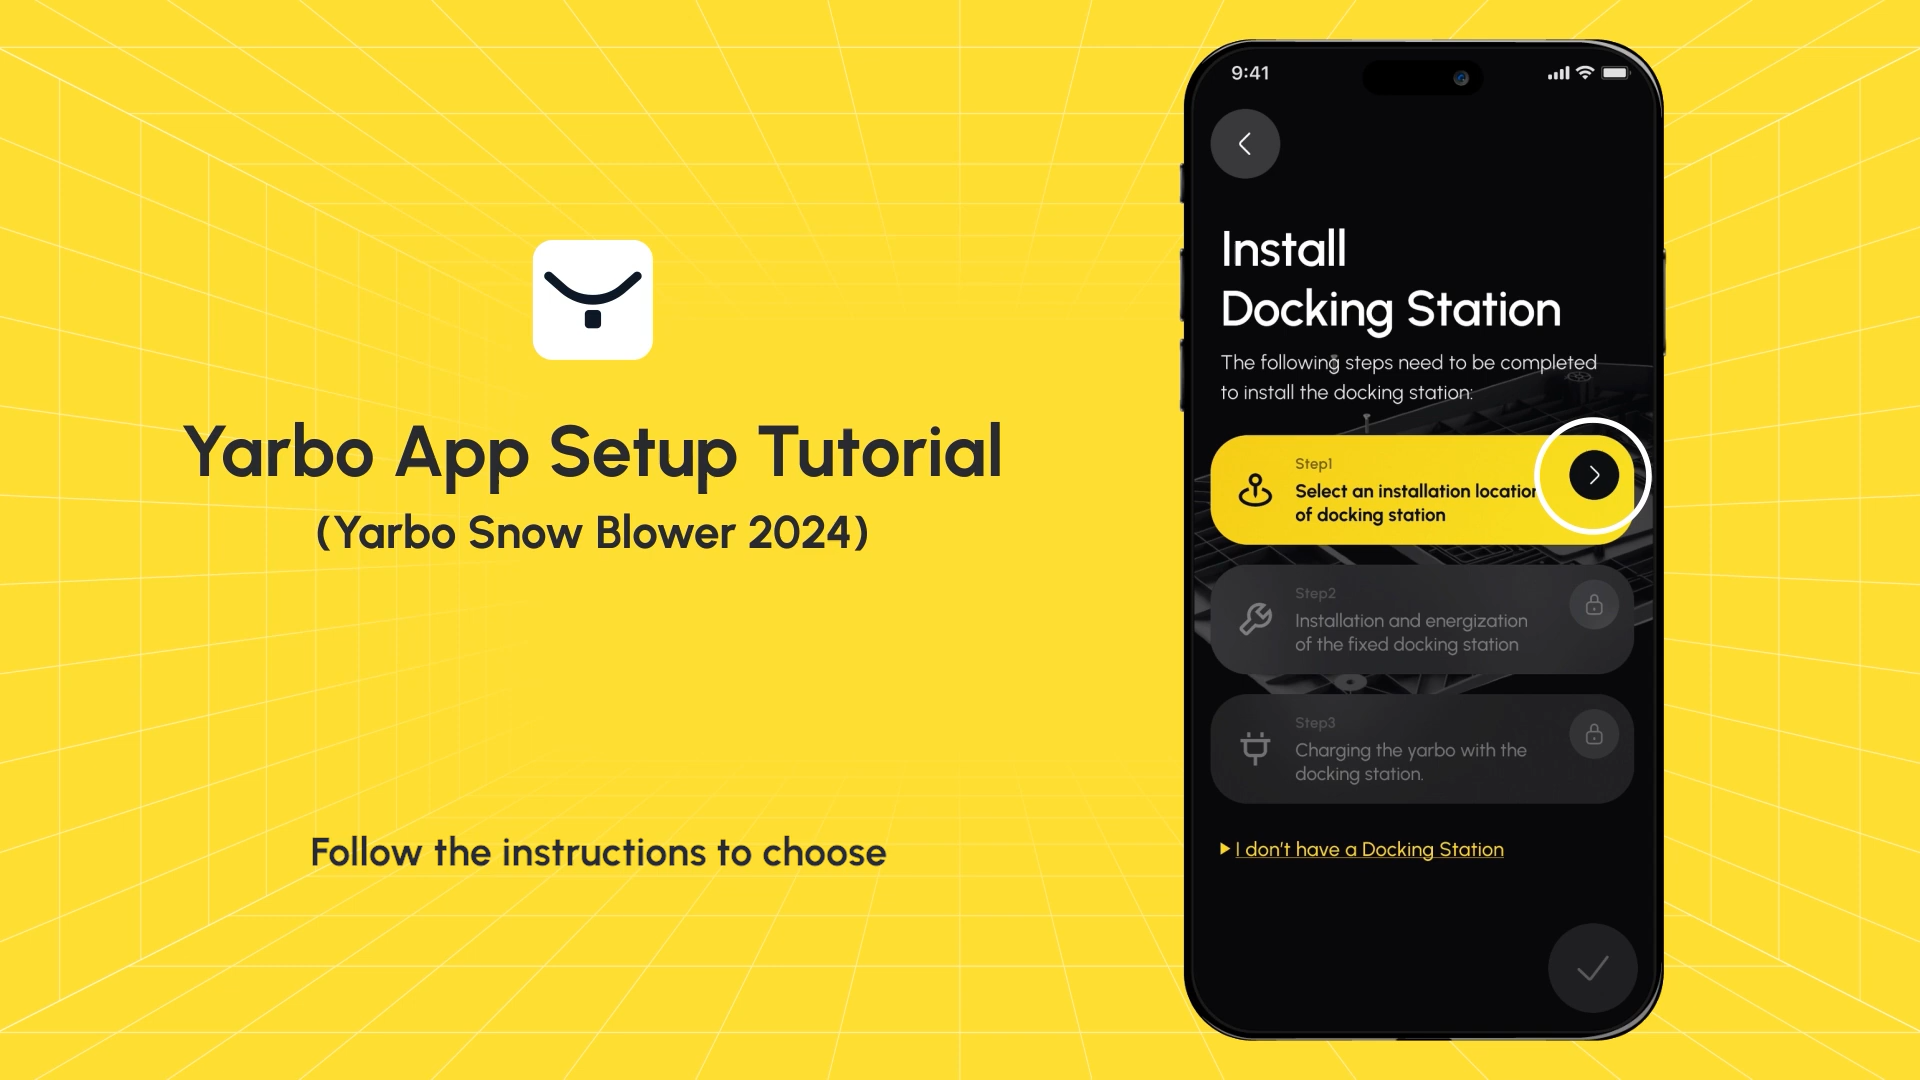 Yarbo App Setup Tutorial
(Yarbo Snow Blower 2024)
Follow the instructions to choose
9:41
Install
Docking Station
The following steps need to be completed
to install the docking station:
Step1
Select an installation location
of docking station
Step2
Installation and energization
of the fixed docking station
Step3
Charging the yarbo with the
docking station.
I don't have a Docking Station